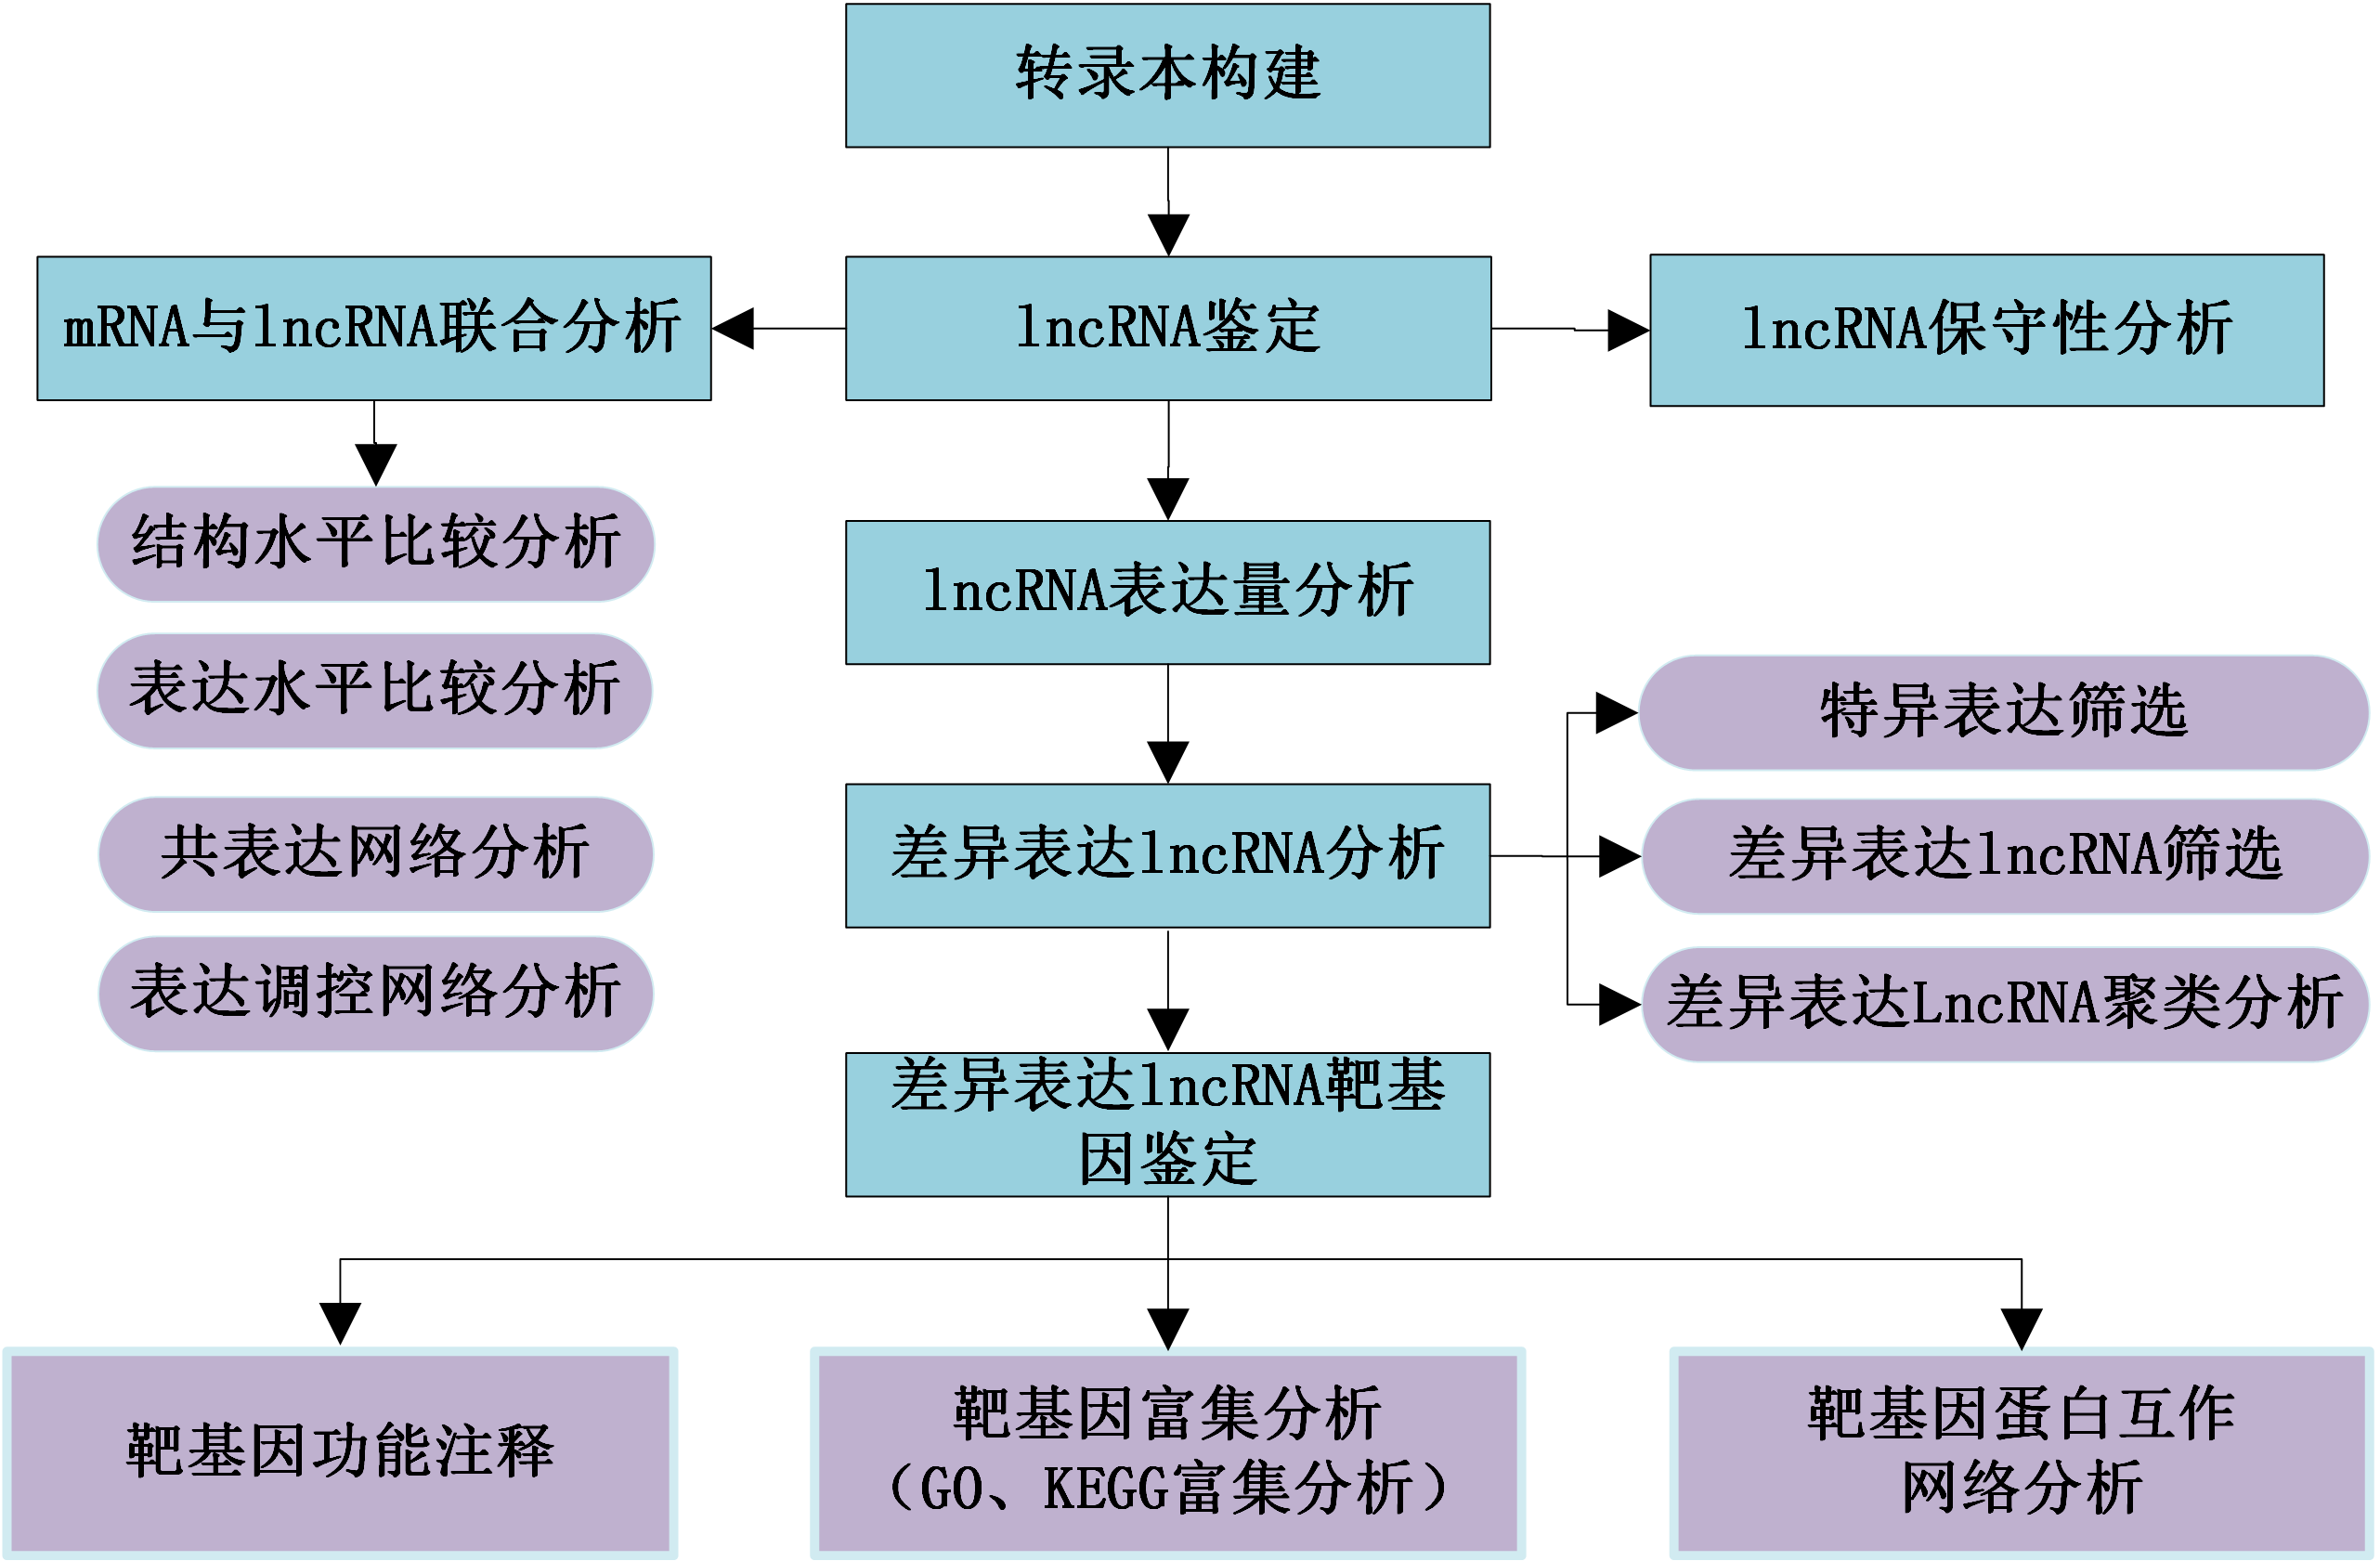 转录本构建
mRNA与lncRNA联合分析
lncRNA鉴定
lncRNA保守性分析
结构水平比较分析
表达水平比较分析
共表达网络分析
表达调控网络分析
lncRNA表达量分析
差异表达lncRNA分析
特异表达筛选
差异表达lncRNA筛选
差异表达LncRNA聚类分析
差异表达lncRNA靶基
因鉴定
靶基因功能注释
靶基因富集分析
（GO、KEGG富集分析）
靶基因蛋白互作
网络分析